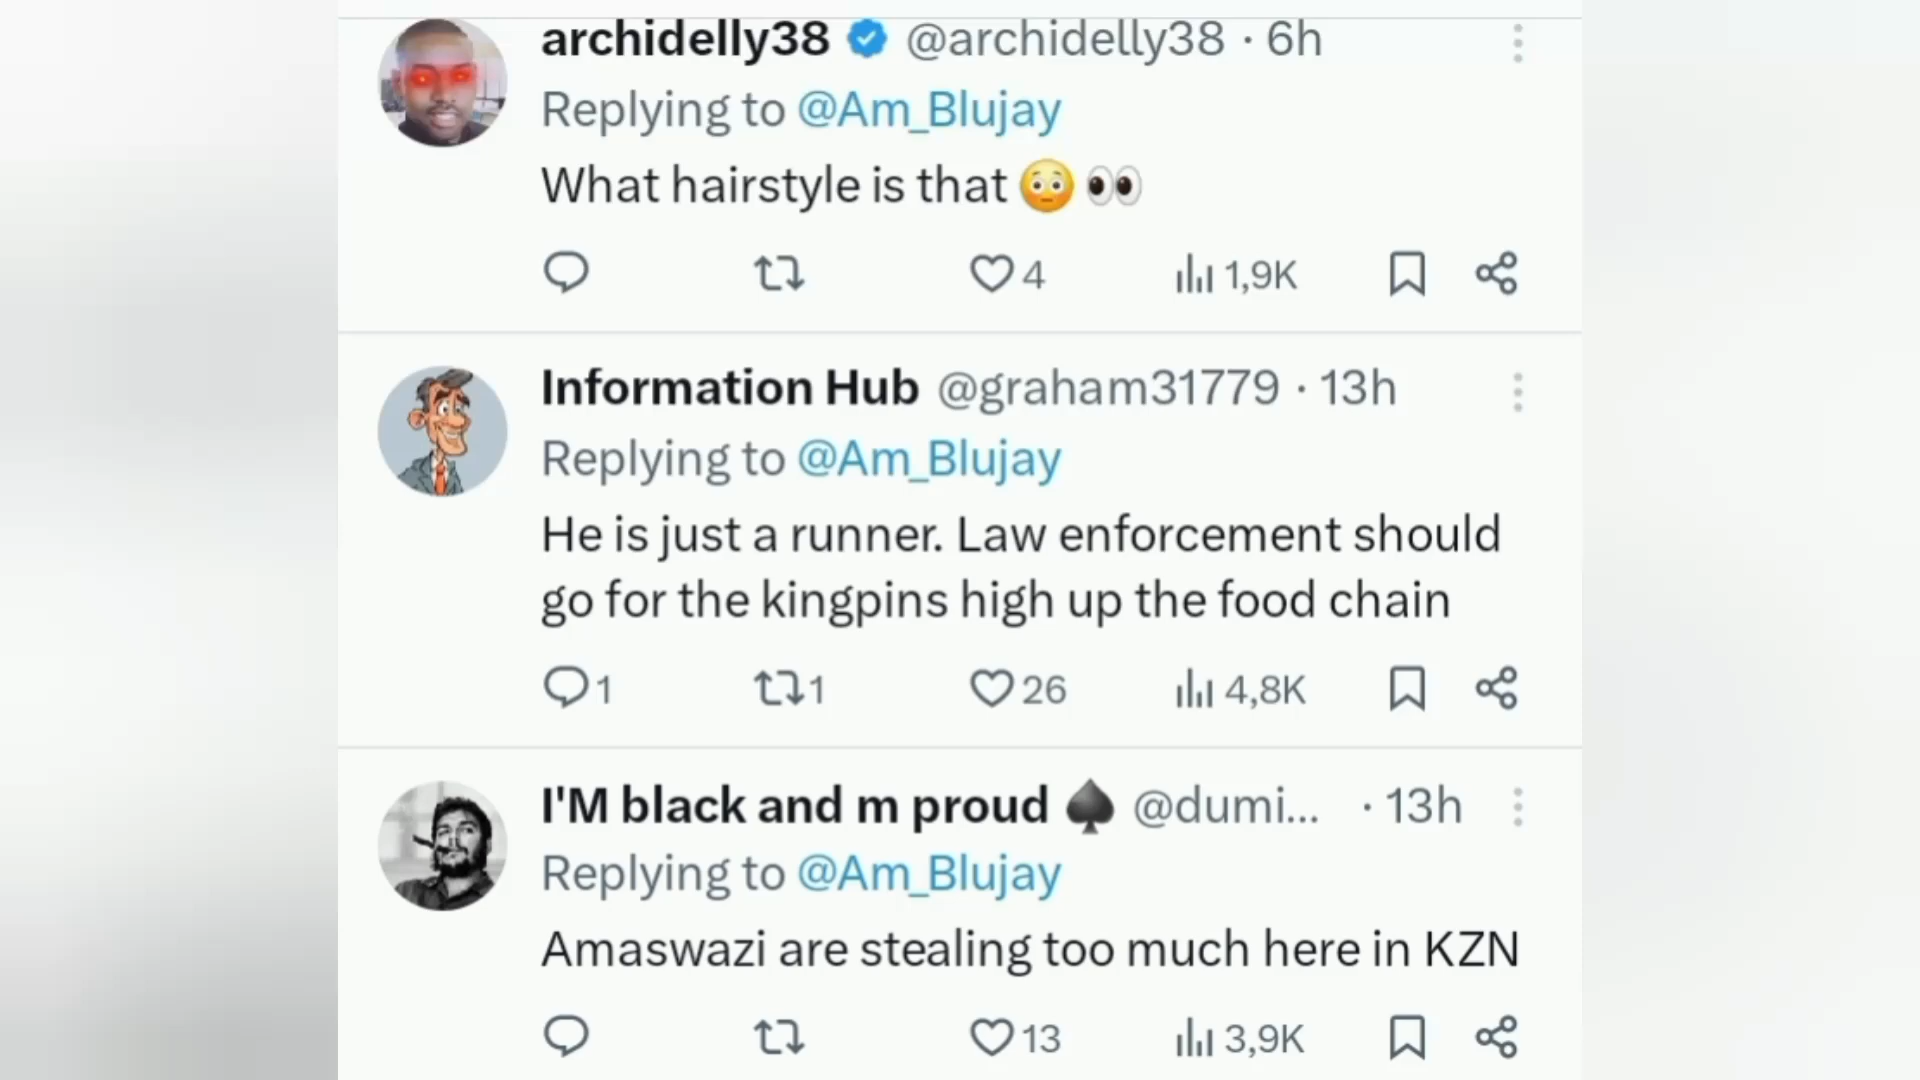 archidelly38 @archidelly38 · 6h
Replying to @Am_Blujay
What hairstyle is that 😳 👀
4 1,9K
Information Hub @graham31779 · 13h
Replying to @Am_Blujay
He is just a runner. Law enforcement should
go for the kingpins high up the food chain
1 1 26 4,8K
I'M black and m proud ♠ @dumi... · 13h
Replying to @Am_Blujay
Amaswazi are stealing too much here in KZN
13 3,9K